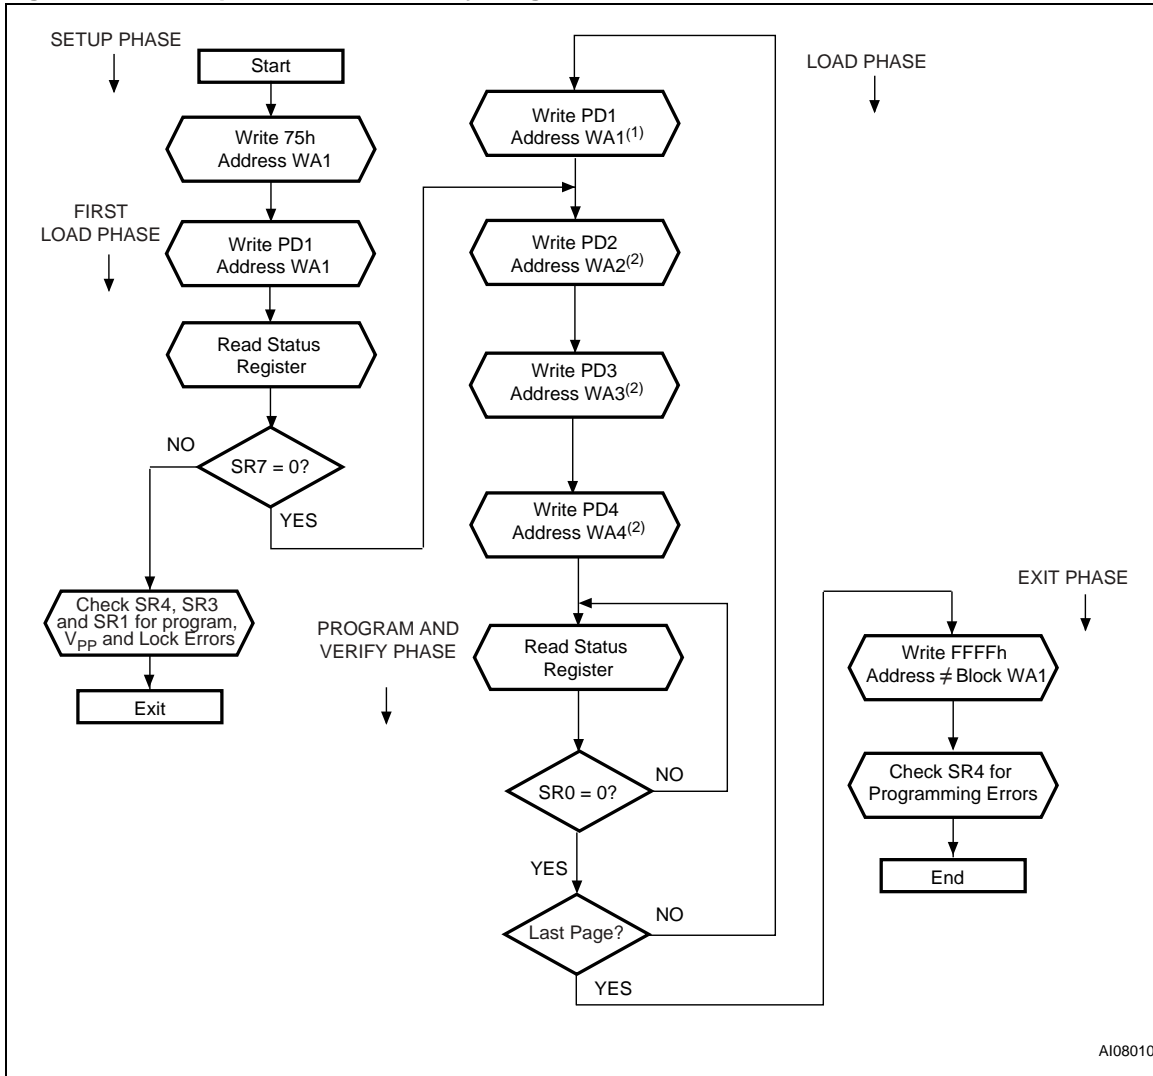 SETUP PHASE
Start
Write 75h
Address WA1
FIRST
LOAD PHASE
Write PD1
Address WA1
Read Status
Register
NO
SR7 = 0?
YES
Check SR4, SR3
and SR1 for program,
VPP and Lock Errors
Exit
LOAD PHASE
Write PD1
Address WA1(1)
Write PD2
Address WA2(2)
Write PD3
Address WA3(2)
Write PD4
Address WA4(2)
PROGRAM AND
VERIFY PHASE
Read Status
Register
SR0 = 0?
NO
YES
Last Page?
NO
YES
EXIT PHASE
Write FFFFh
Address ≠ Block WA1
Check SR4 for
Programming Errors
End
AI08010